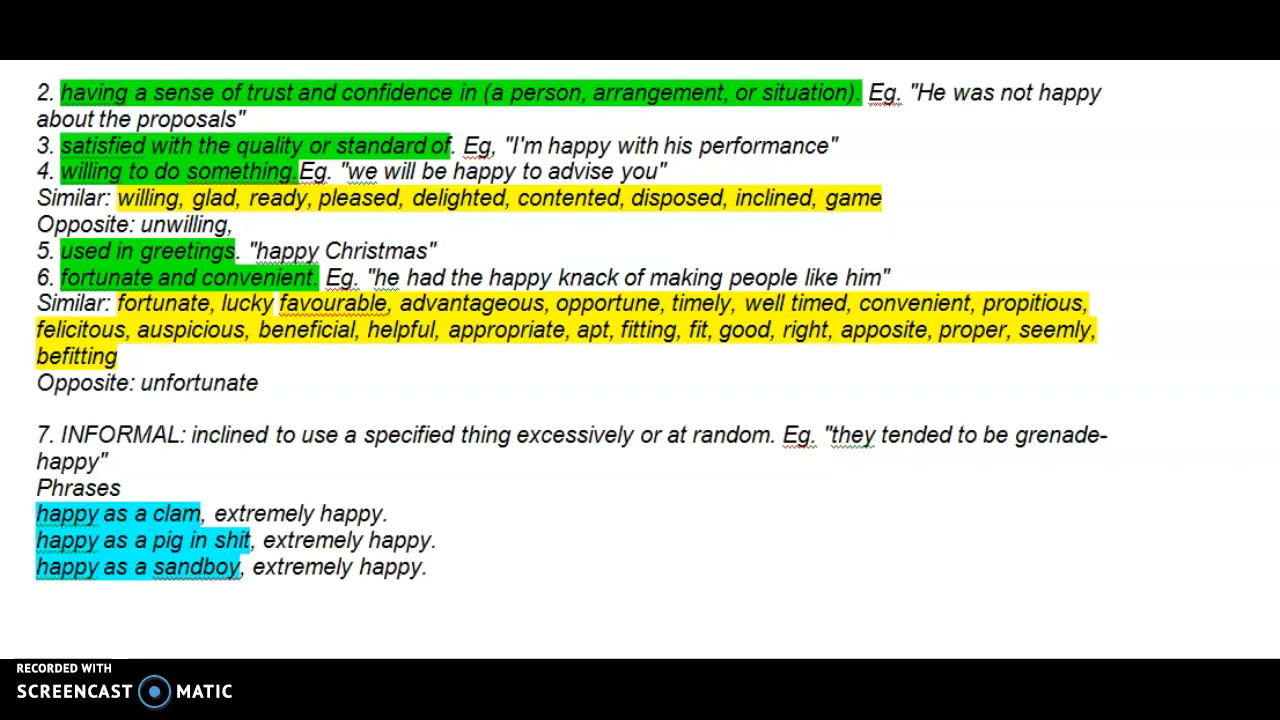 2. having a sense of trust and confidence in (a person, arrangement, or situation). Eg. "He was not happy
about the proposals"
3. satisfied with the quality or standard of. Eg, "I'm happy with his performance"
4. willing to do something.Eg. "we will be happy to advise you"
Similar: willing, glad, ready, pleased, delighted, contented, disposed, inclined, game
Opposite: unwilling,
5. used in greetings. "happy Christmas"
6. fortunate and convenient. Eg. "he had the happy knack of making people like him"
Similar: fortunate, lucky favourable, advantageous, opportune, timely, well timed, convenient, propitious,
felicitous, auspicious, beneficial, helpful, appropriate, apt, fitting, fit, good, right, apposite, proper, seemly,
befitting
Opposite: unfortunate
7. INFORMAL: inclined to use a specified thing excessively or at random. Eg. "they tended to be grenade-
happy"
Phrases
happy as a clam, extremely happy.
happy as a pig in shit, extremely happy.
happy as a sandboy, extremely happy.
RECORDED WITH
SCREENCAST MATIC